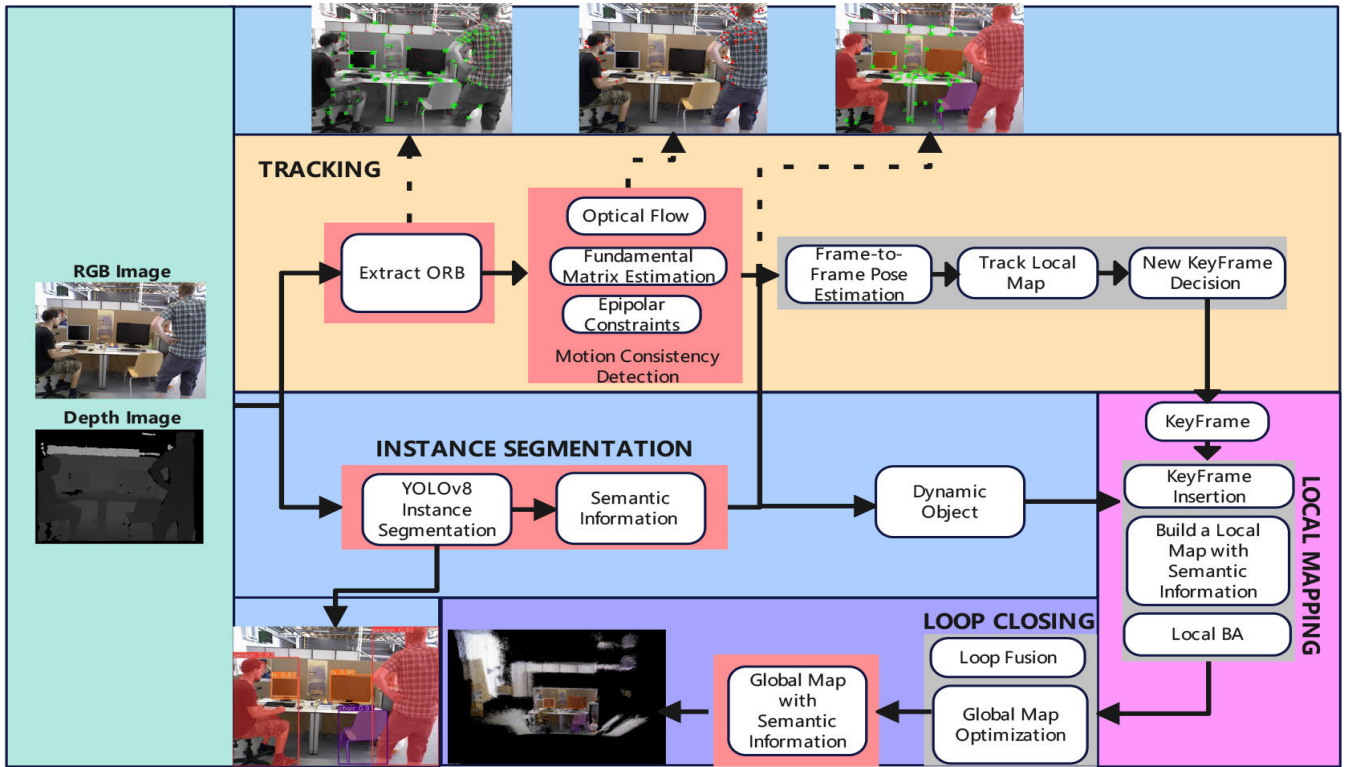 TRACKING
RGB Image
Depth Image
Extract ORB
Optical Flow
Fundamental
Matrix Estimation
Epipolar
Constraints
Motion Consistency
Detection
Frame-to-
Frame Pose
Estimation
Track Local
Map
New KeyFrame
Decision
INSTANCE SEGMENTATION
YOLOv8
Instance
Segmentation
Semantic
Information
Dynamic
Object
LOCAL MAPPING
KeyFrame
KeyFrame
Insertion
Build a Local
Map with
Semantic
Information
Local BA
LOOP CLOSING
Loop Fusion
Global Map
Optimization
Global Map
with
Semantic
Information